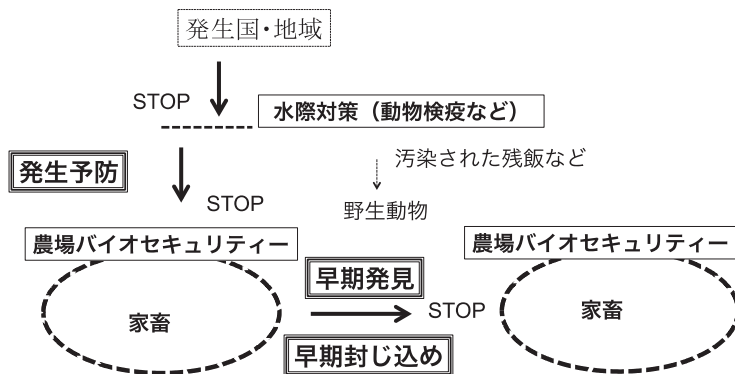 発生国・地域
STOP
水際対策（動物検疫など）
汚染された残飯など
発生予防
STOP
野生動物
農場バイオセキュリティー
農場バイオセキュリティー
早期発見
家畜
STOP
家畜
早期封じ込め